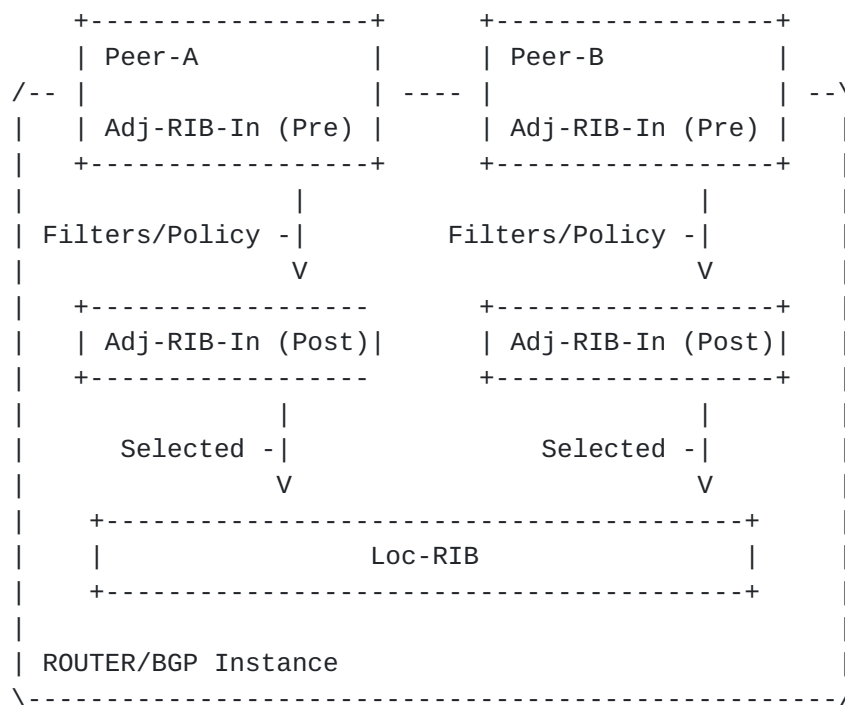 Peer-A Peer-B
Adj-RIB-In (Pre) Adj-RIB-In (Pre)
Filters/Policy - Filters/Policy -
V V
Adj-RIB-In (Post) Adj-RIB-In (Post)
Selected - Selected -
V V
Loc-RIB
ROUTER/BGP Instance